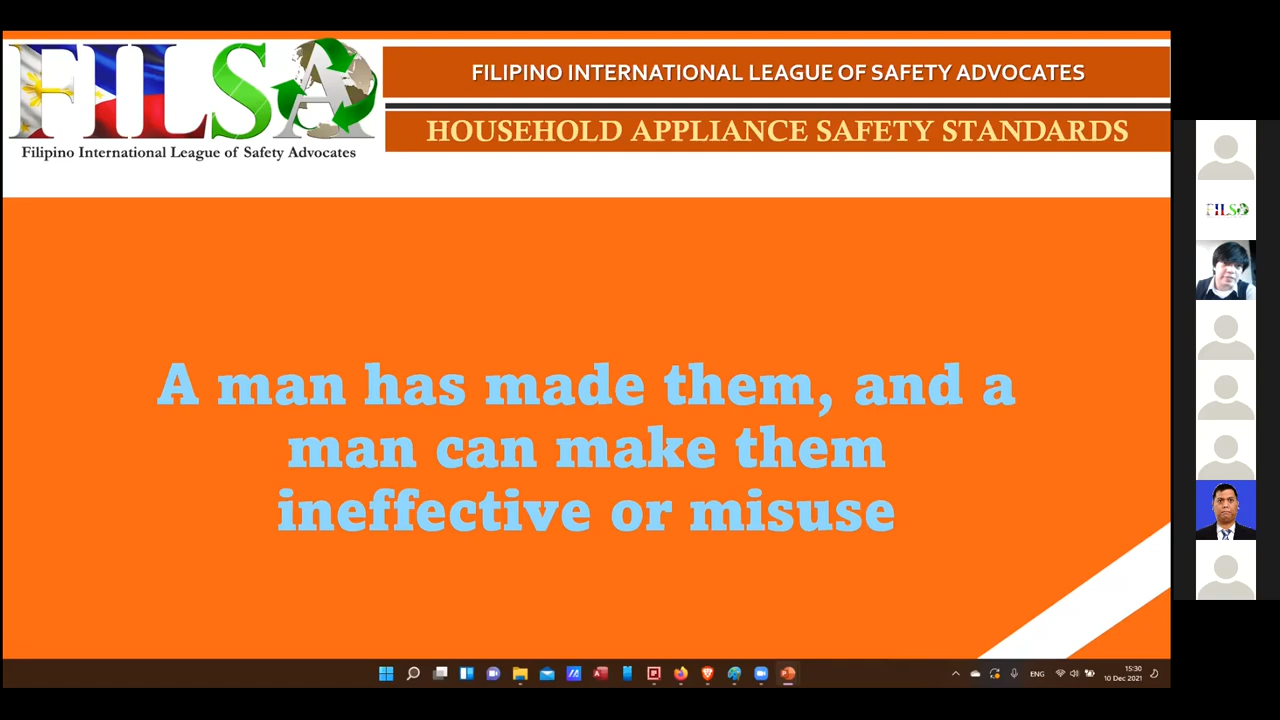 FILSA
Filipino International League of Safety Advocates
FILIPINO INTERNATIONAL LEAGUE OF SAFETY ADVOCATES
HOUSEHOLD APPLIANCE SAFETY STANDARDS
FILSA
A man has made them, and a
man can make them
ineffective or misuse
ENG
15:30
10 Dec 2021